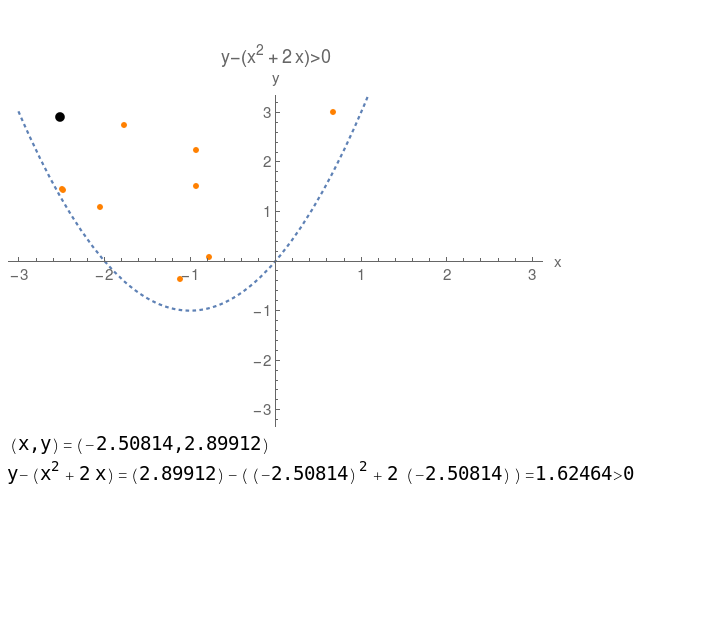 y−(x² + 2 x)>0
y
3
2
1
−3 −2 −1 1 2 3 x
−1
−2
−3
(x,y) = (−2.50814,2.89912)
y− (x² + 2 x) = (2.89912) − ( (−2.50814)² + 2 (−2.50814) ) =1.62464>0